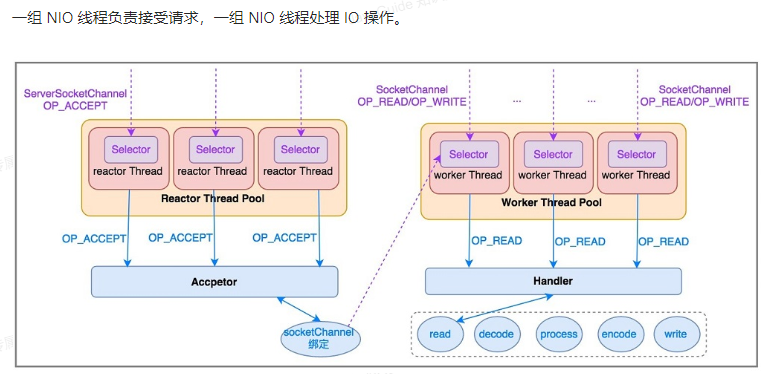 一组 NIO 线程负责接受请求，一组 NIO 线程处理 IO 操作。
ServerSocketChannel
OP_ACCEPT
SocketChannel
OP_READ/OP_WRITE
...
...
SocketChannel
OP_READ/OP_WRITE
Selector
reactor Thread
Selector
reactor Thread
Selector
reactor Thread
Reactor Thread Pool
Selector
worker Thread
Selector
worker Thread
Selector
worker Thread
Worker Thread Pool
OP_ACCEPT
OP_ACCEPT
OP_ACCEPT
OP_READ
OP_READ
OP_READ
Accpetor
Handler
socketChannel
绑定
read
decode
process
encode
write